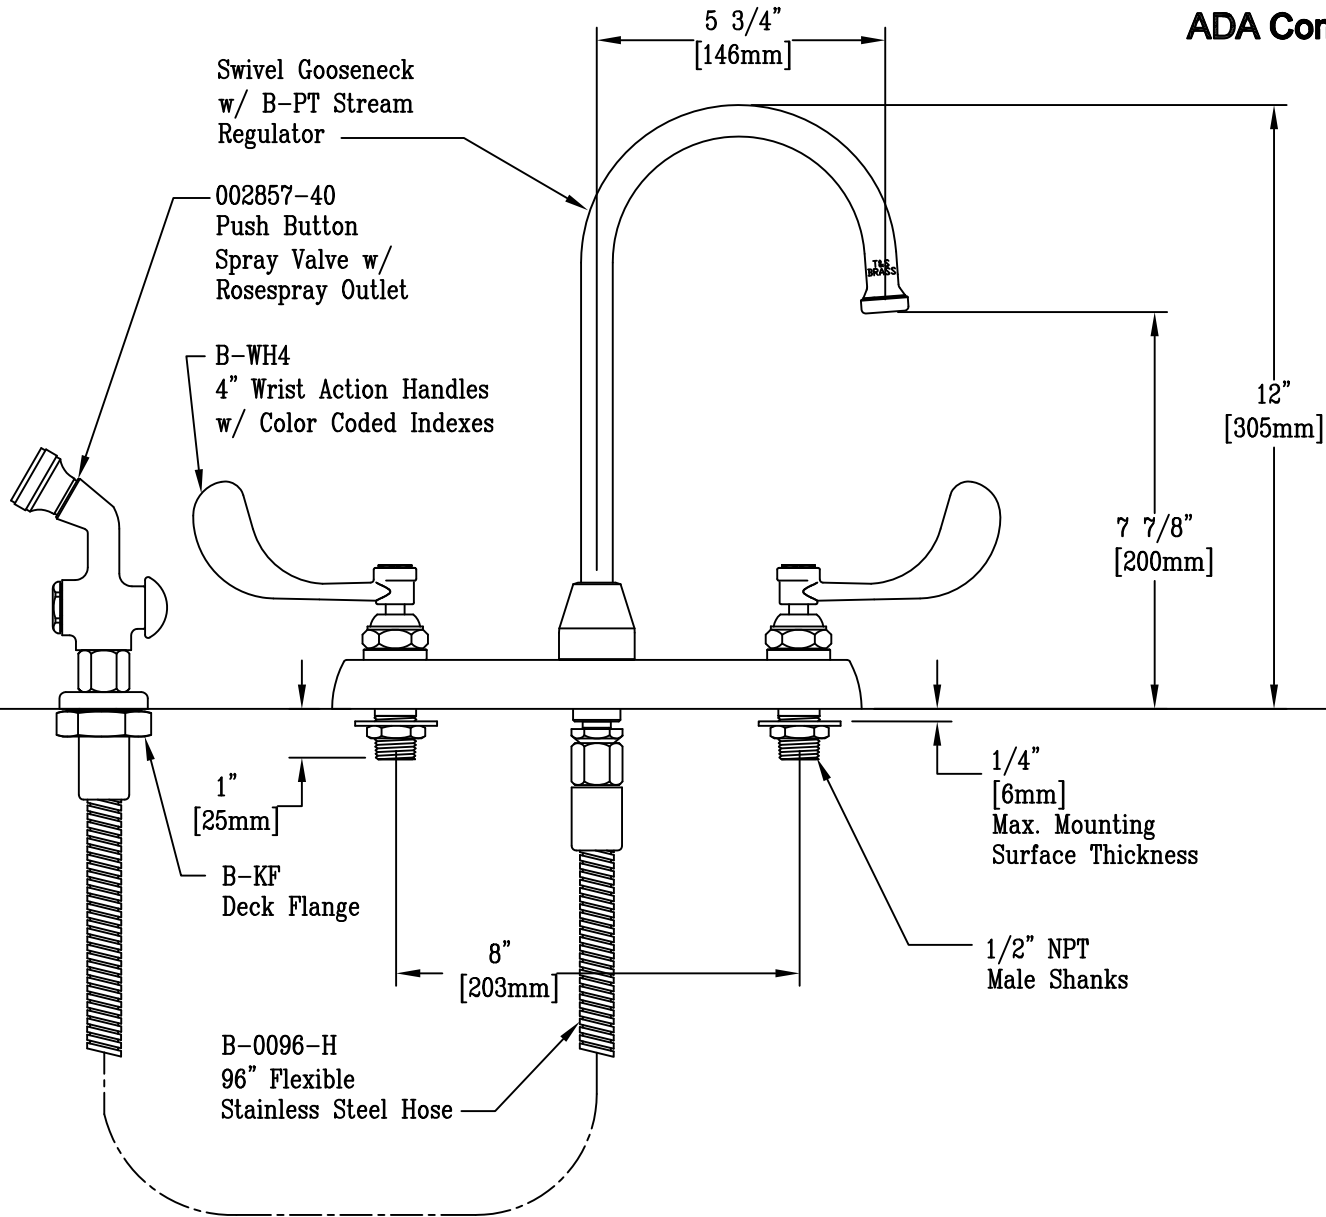 5 3/4"
[146mm]
ADA
Swivel Gooseneck
w/ B-PT Stream
Regulator
002857-40
Push Button
Spray Valve w/
Rosespray Outlet
T&S
BRASS
B-WH4
4" Wrist Action Handles
w/ Color Coded Indexes
12"
[305mm]
7 7/8"
[200mm]
1"
[25mm]
1/4"
[6mm]
Max. Mounting
Surface Thickness
B-KF
Deck Flange
8"
[203mm]
1/2" NPT
Male Shanks
B-0096-H
96" Flexible
Stainless Steel Hose